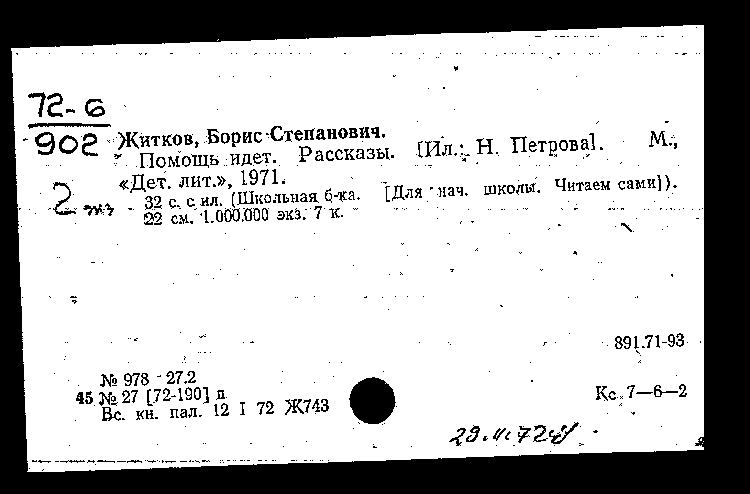 72-6
902
2 экз
Житков, Борис Степанович.
Помощь идет. Рассказы. [Ил.: Н. Петрова]. М.,
«Дет. лит.», 1971.
32 с. с ил. (Школьная б-ка. [Для нач. школы. Читаем сами]).
22 см. 1.000.000 экз. 7 к.
891.71-93
№ 978 - 27.2
45 № 27 [72-190] п
Вс. кн. пал. 12 I 72 Ж743
Кс. 7—6—2